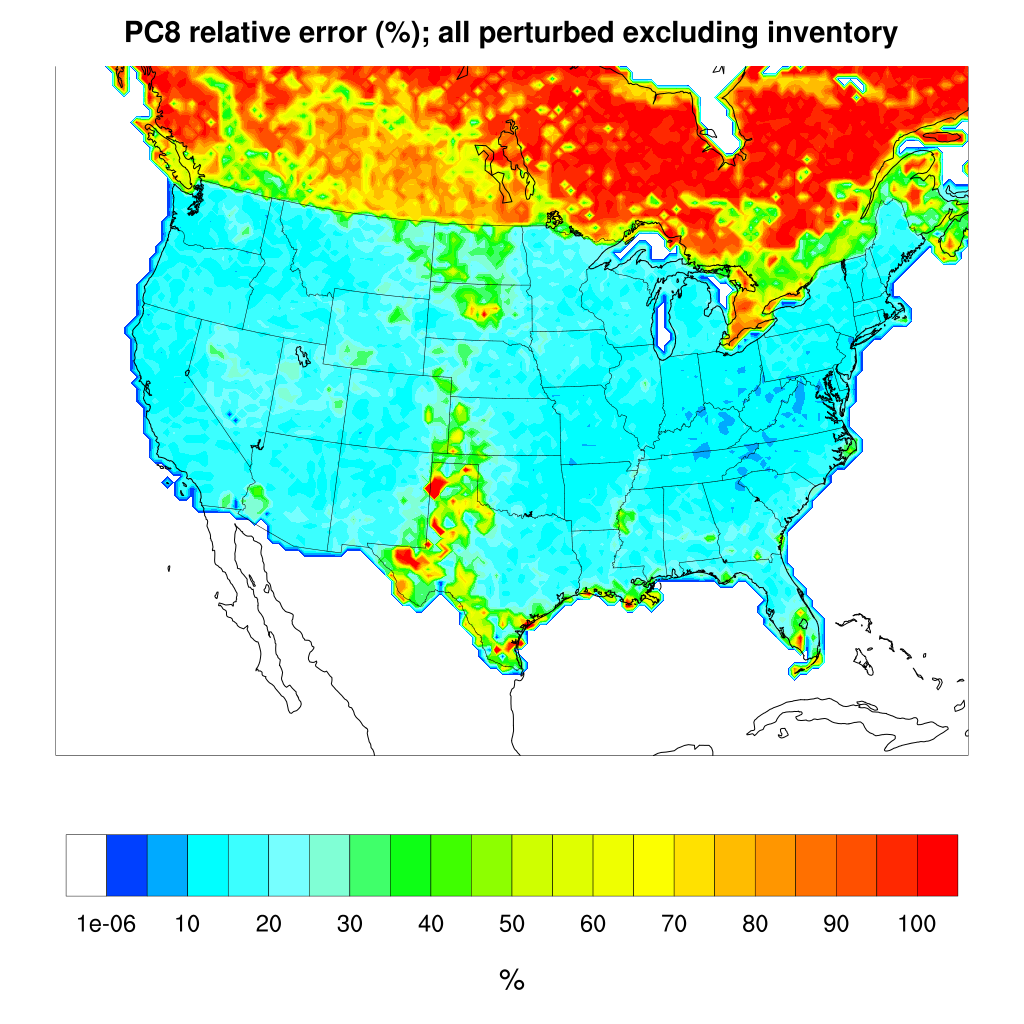 PC8 relative error (%); all perturbed excluding inventory
1e-06 10 20 30 40 50 60 70 80 90 100
%